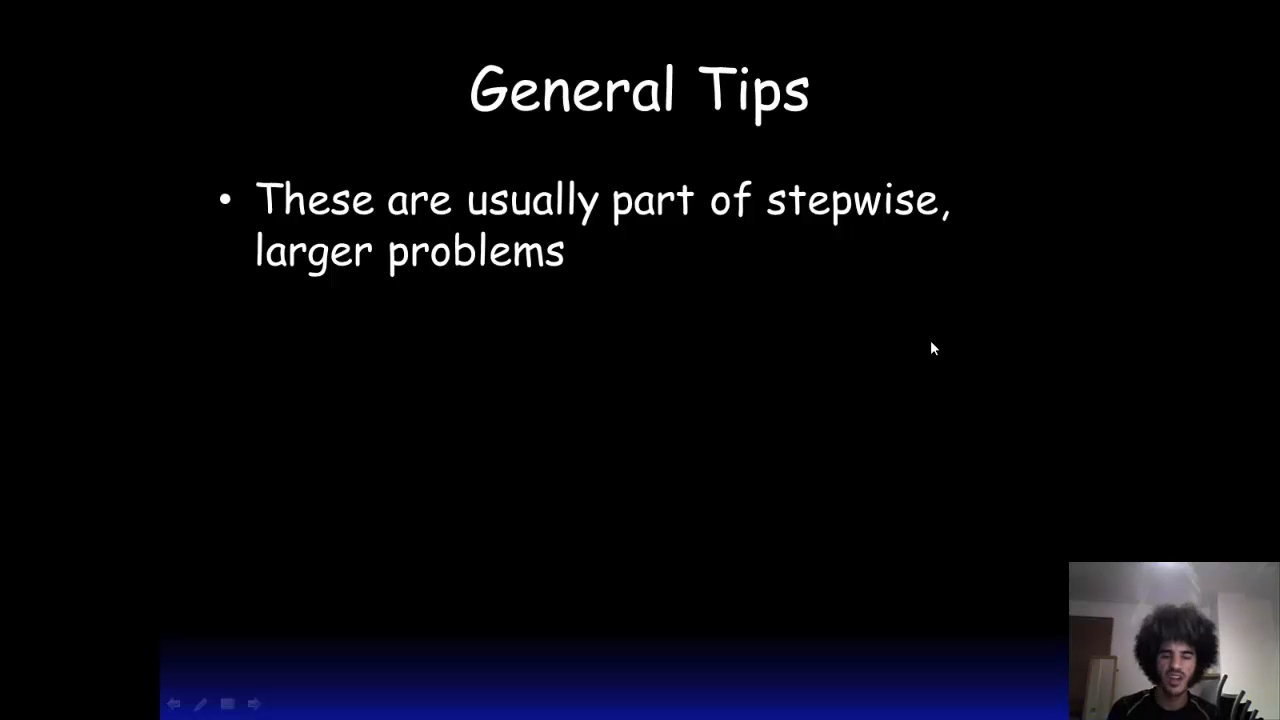 General Tips
• These are usually part of stepwise,
larger problems